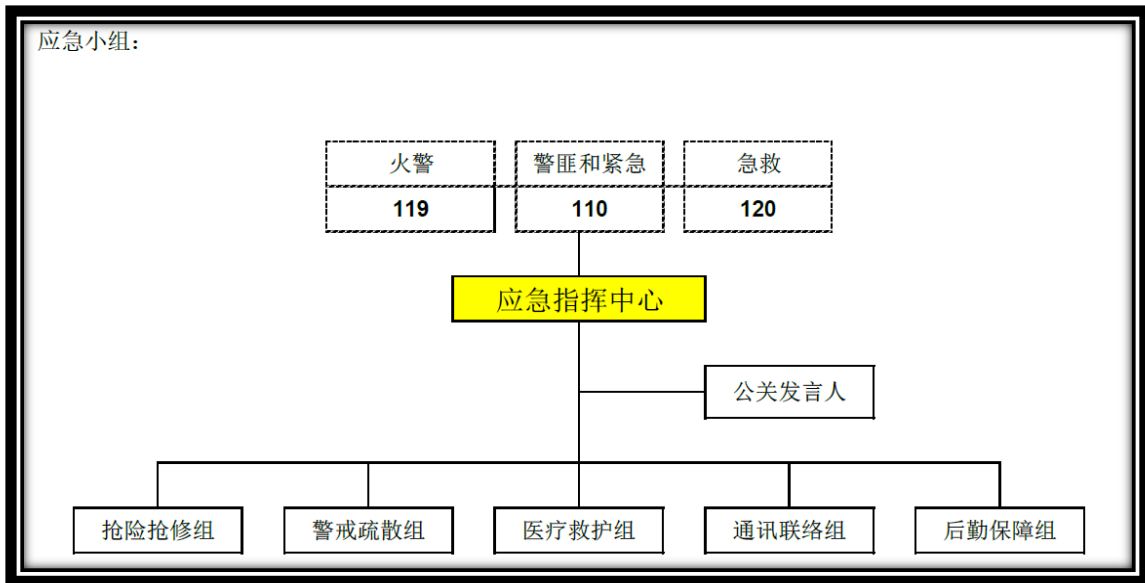 应急小组：
火警 警匪和紧急 急救
119 110 120
应急指挥中心
公关发言人
抢险抢修组 警戒疏散组 医疗救护组 通讯联络组 后勤保障组